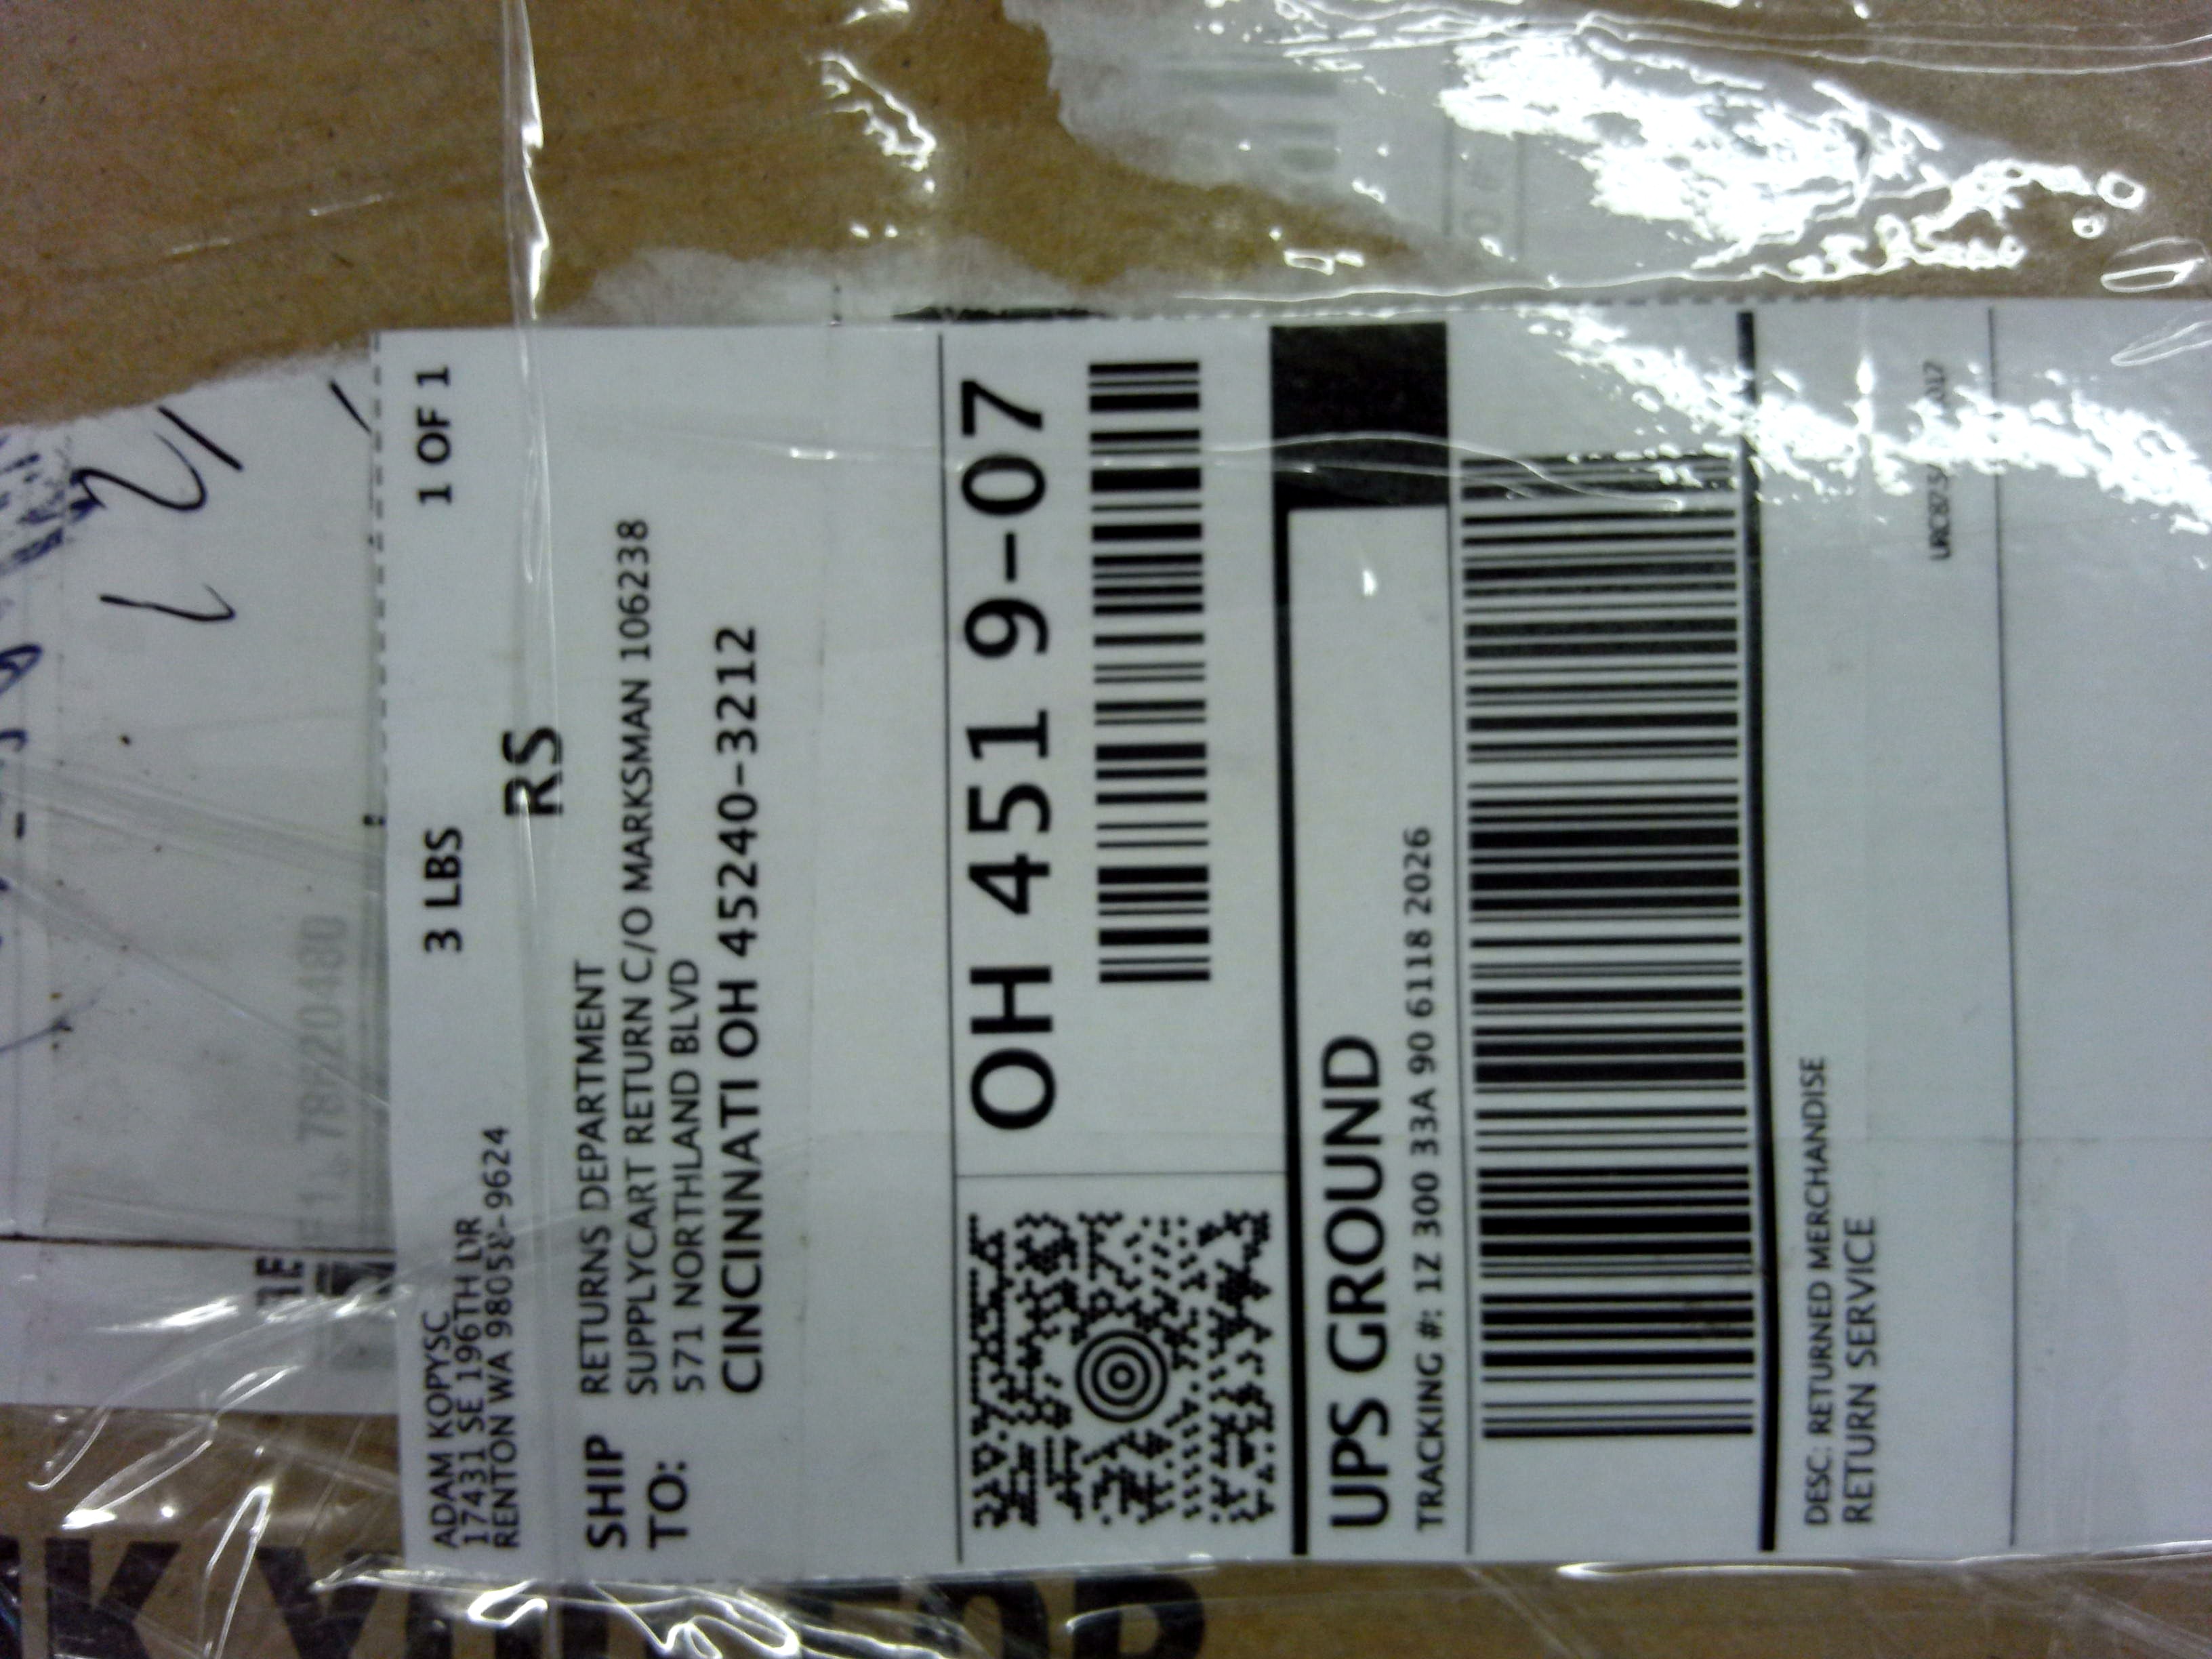 ADAM KOPYSC
17431 SE 196TH DR
RENTON WA 98058-9624
3 LBS
1 OF 1
RS
SHIP TO:
RETURNS DEPARTMENT
SUPPLYCART RETURN C/O MARKSMAN 106238
571 NORTHLAND BLVD
CINCINNATI OH 45240-3212
OH 451 9-07
UPS GROUND
TRACKING #: 1Z 300 33A 90 6118 2026
DESC: RETURNED MERCHANDISE
RETURN SERVICE